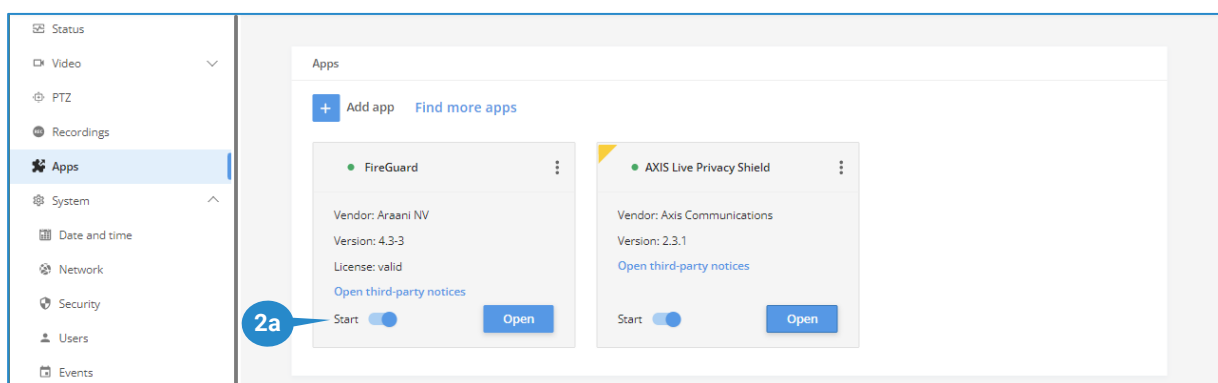 Status
Video
PTZ
Recordings
Apps
System
Date and time
Network
Security
Users
Events
Apps
+ Add app Find more apps
FireGuard
Vendor: Araani NV
Version: 4.3-3
License: valid
Open third-party notices
2a
Start Open
AXIS Live Privacy Shield
Vendor: Axis Communications
Version: 2.3.1
Open third-party notices
Start Open